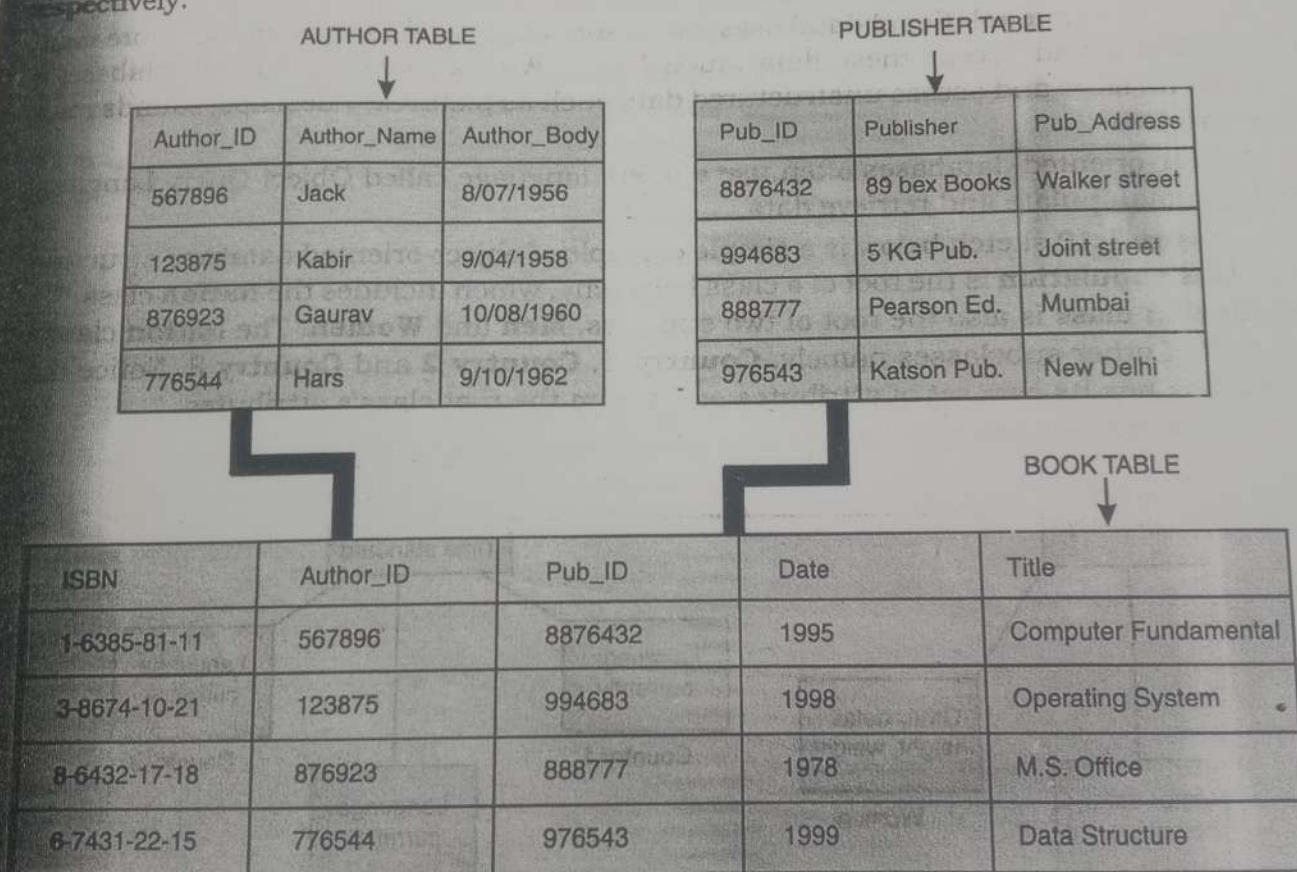 respectively.
AUTHOR TABLE
Author_ID Author_Name Author_Body
567896 Jack 8/07/1956
123875 Kabir 9/04/1958
876923 Gaurav 10/08/1960
776544 Hars 9/10/1962
PUBLISHER TABLE
Pub_ID Publisher Pub_Address
8876432 89 bex Books Walker street
994683 5 KG Pub. Joint street
888777 Pearson Ed. Mumbai
976543 Katson Pub. New Delhi
BOOK TABLE
ISBN Author_ID Pub_ID Date Title
1-6385-81-11 567896 8876432 1995 Computer Fundamental
3-8674-10-21 123875 994683 1998 Operating System
8-6432-17-18 876923 888777 1978 M.S. Office
6-7431-22-15 776544 976543 1999 Data Structure